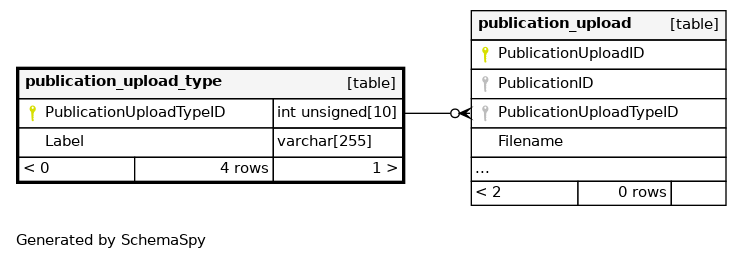 publication_upload_type [table]
PublicationUploadTypeID int unsigned[10]
Label varchar[255]
< 0 4 rows 1 >
publication_upload [table]
PublicationUploadID
PublicationID
PublicationUploadTypeID
Filename
...
< 2 0 rows
Generated by SchemaSpy